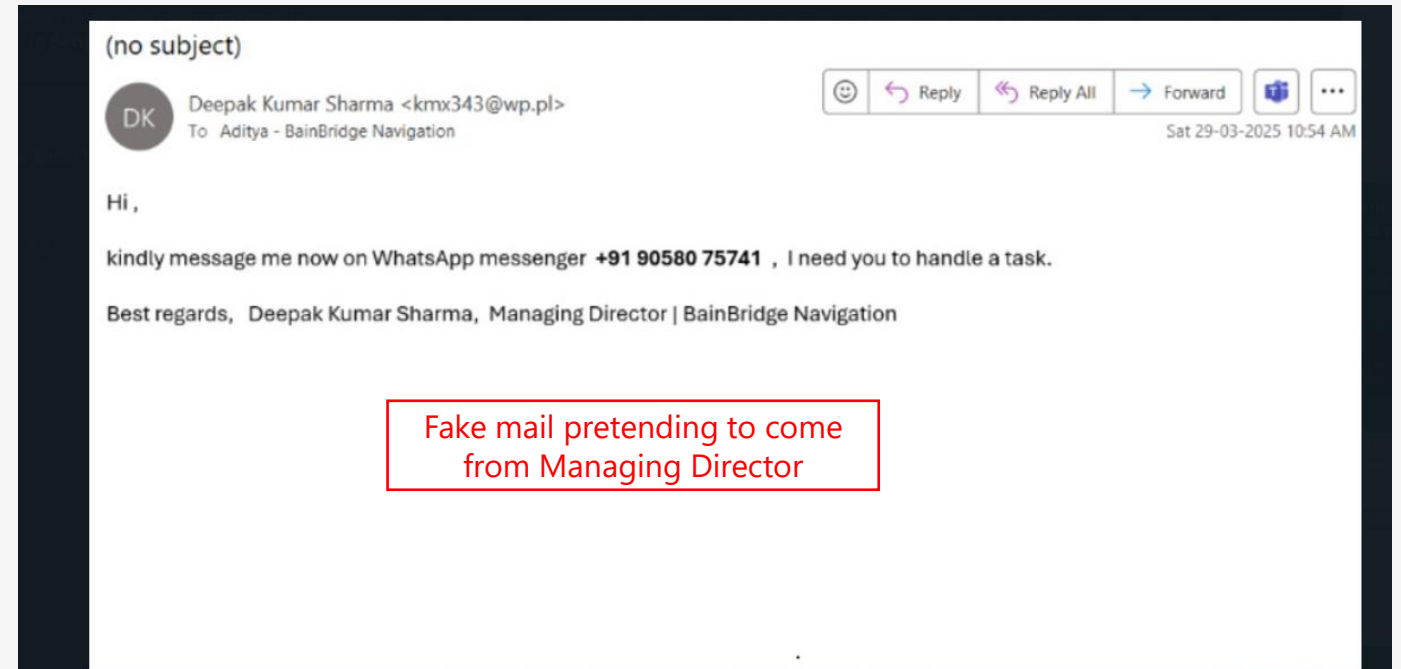 (no subject)
DK
Deepak Kumar Sharma <kmx343@wp.pl>
To Aditya - BainBridge Navigation
Reply
Reply All
Forward
Sat 29-03-2025 10:54 AM
Hi ,
kindly message me now on WhatsApp messenger +91 90580 75741 , I need you to handle a task.
Best regards, Deepak Kumar Sharma, Managing Director | BainBridge Navigation
Fake mail pretending to come
from Managing Director